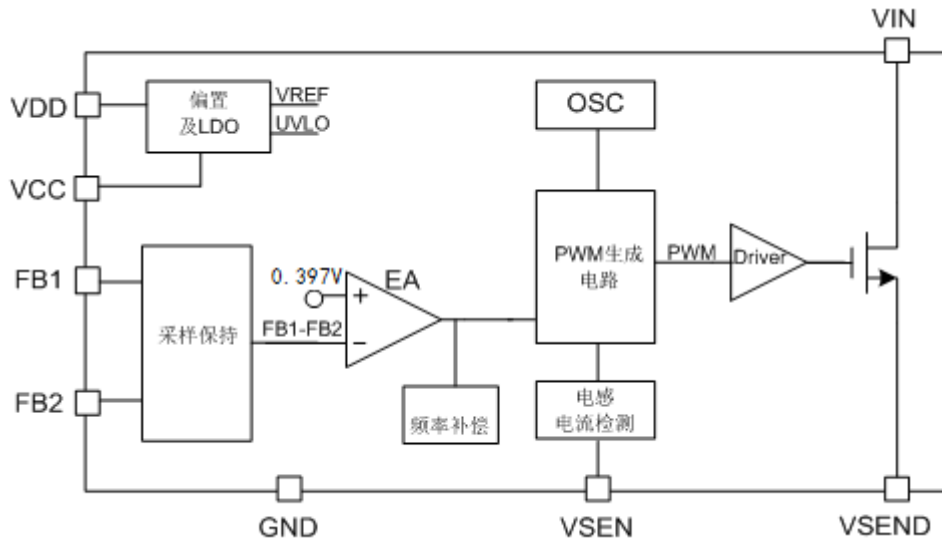 VIN
VDD
偏置
及LDO
VREF
UVLO
OSC
VCC
FB1
采样保持
0.397V
EA
+
FB1-FB2
−
PWM生成
电路
PWM
Driver
FB2
频率补偿
电感
电流检测
GND
VSEN
VSEND